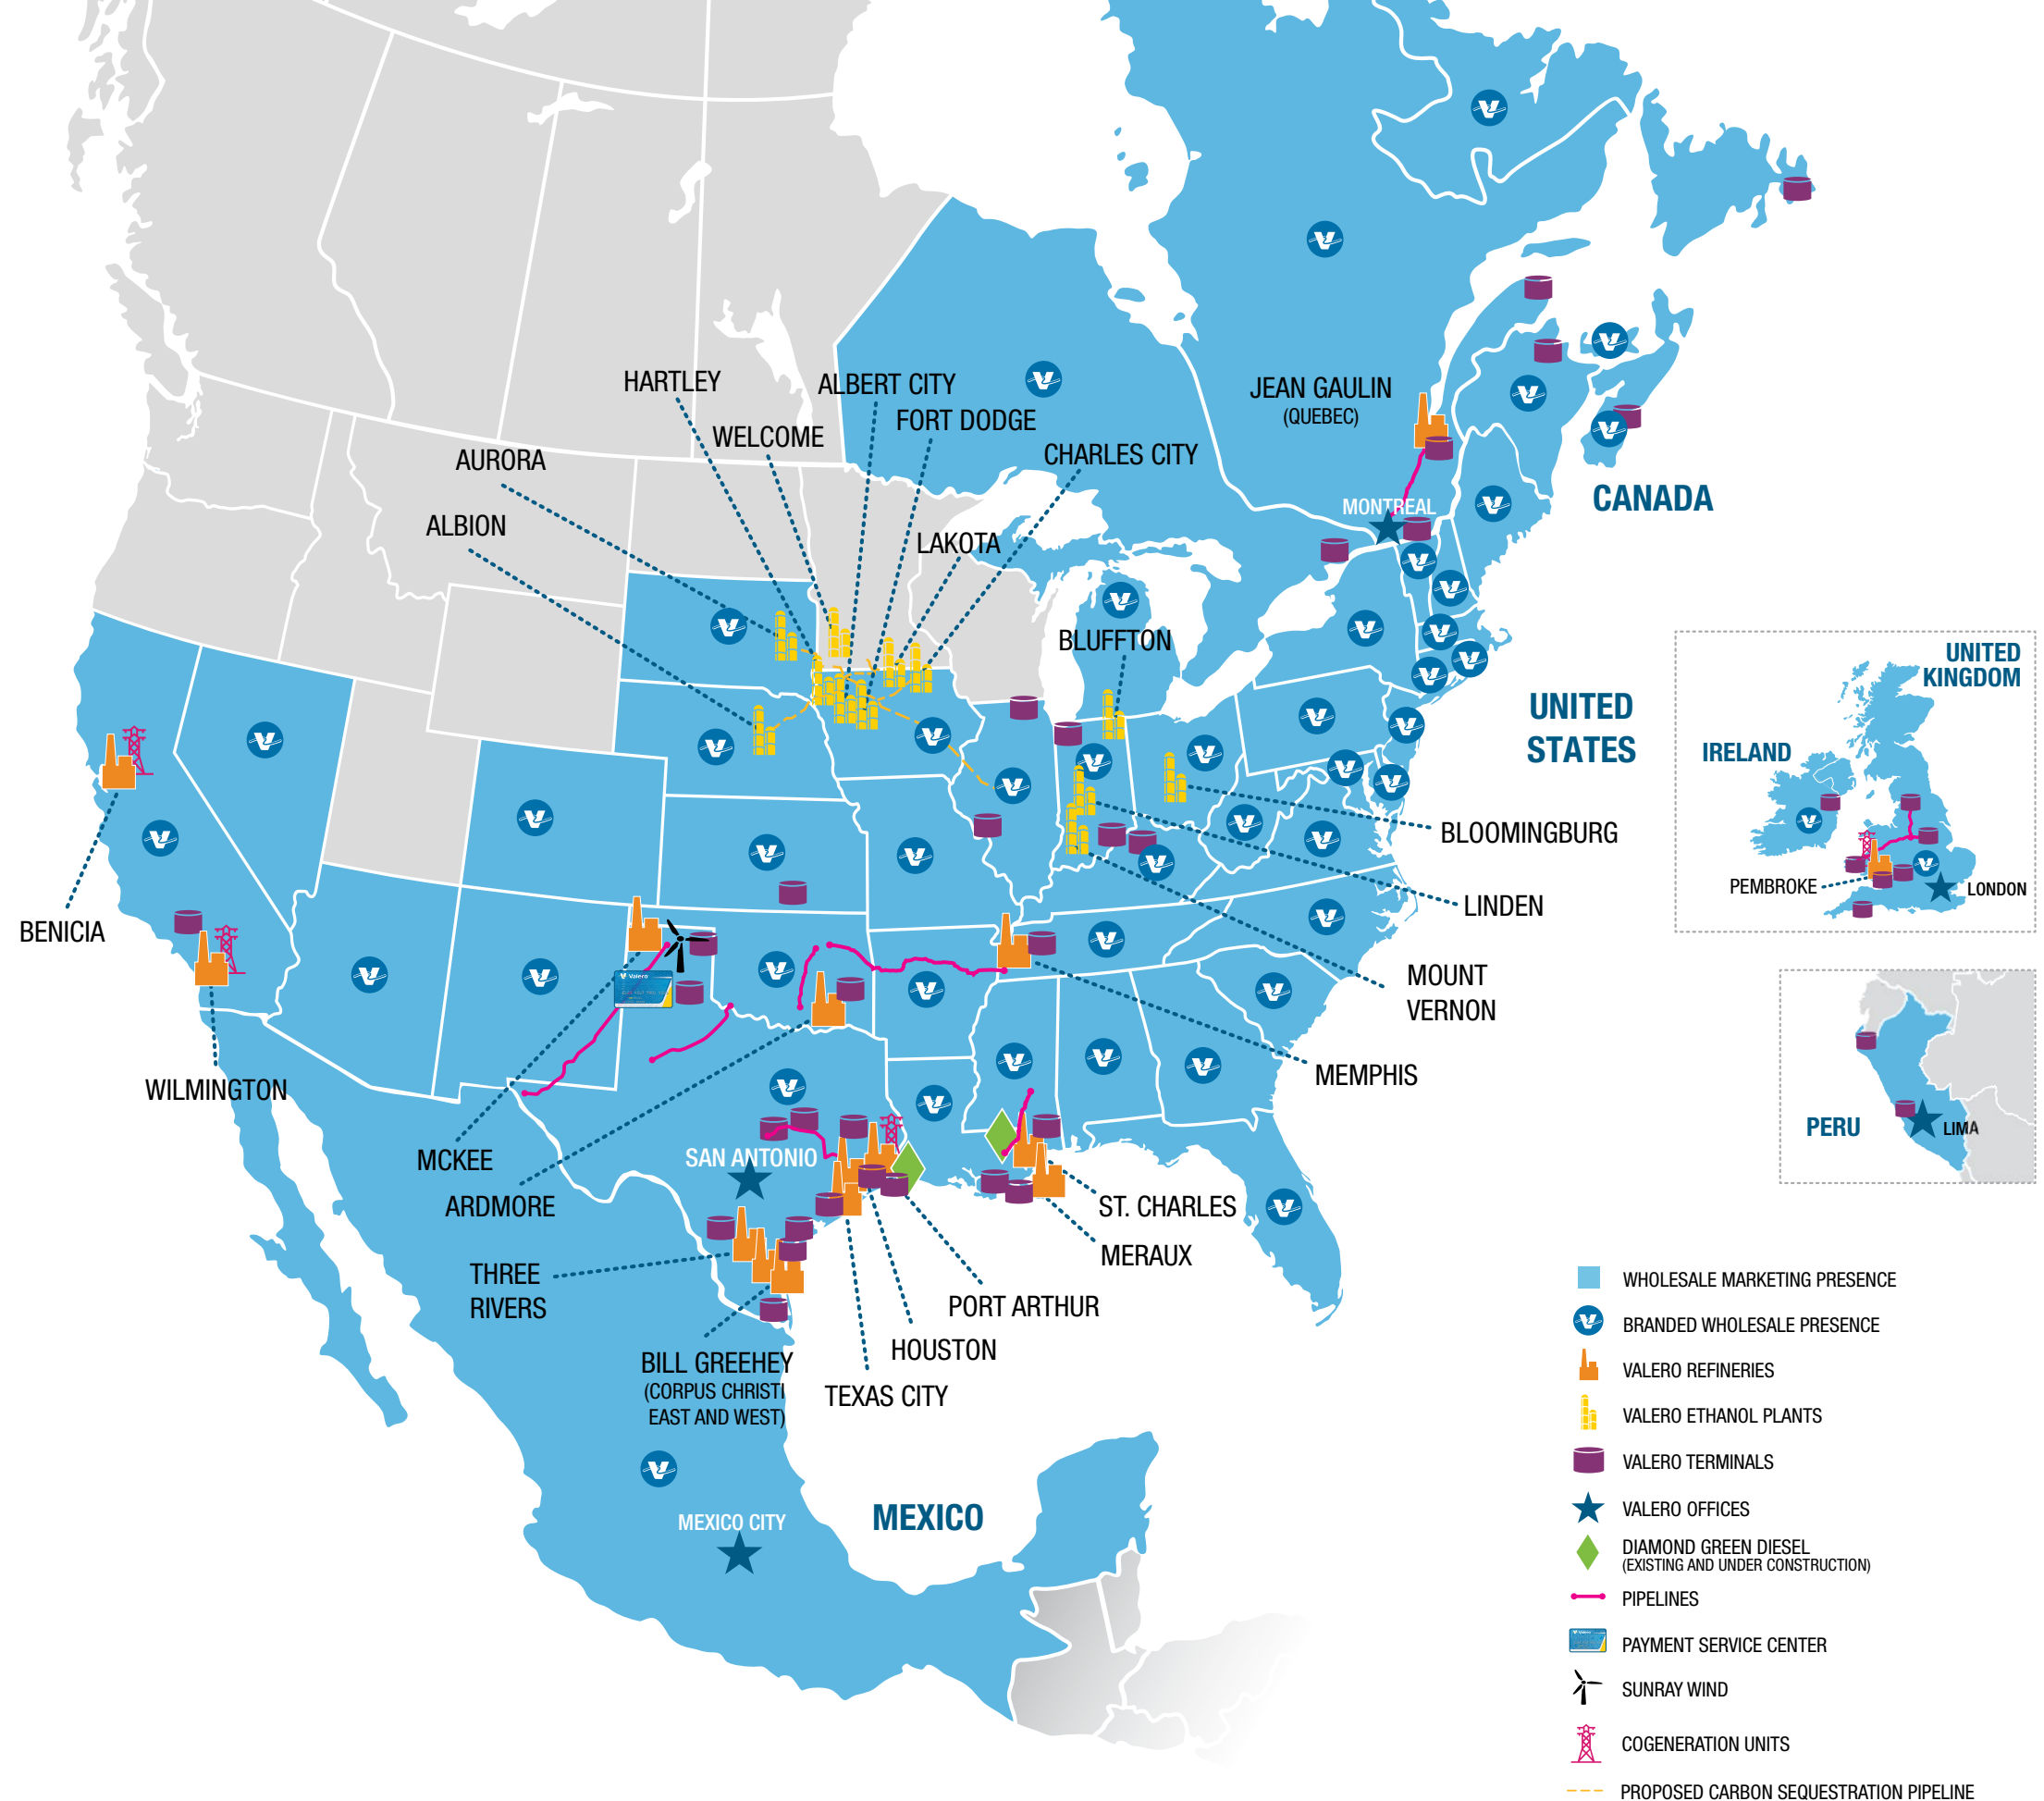 HARTLEY
ALBERT CITY
FORT DODGE
WELCOME
CHARLES CITY
AURORA
ALBION
LAKOTA
JEAN GAULIN
(QUEBEC)
MONTREAL
CANADA
BLUFFTON
UNITED
STATES
UNITED
KINGDOM
IRELAND
PEMBROKE
LONDON
BLOOMINGBURG
LINDEN
MOUNT
VERNON
MEMPHIS
BENICIA
WILMINGTON
Valero
MCKEE
ARDMORE
SAN ANTONIO
THREE
RIVERS
BILL GREEHEY
(CORPUS CHRISTI
EAST AND WEST)
TEXAS CITY
HOUSTON
PORT ARTHUR
ST. CHARLES
MERAUX
PERU
LIMA
MEXICO CITY
MEXICO
WHOLESALE MARKETING PRESENCE
BRANDED WHOLESALE PRESENCE
VALERO REFINERIES
VALERO ETHANOL PLANTS
VALERO TERMINALS
VALERO OFFICES
DIAMOND GREEN DIESEL
(EXISTING AND UNDER CONSTRUCTION)
PIPELINES
PAYMENT SERVICE CENTER
SUNRAY WIND
COGENERATION UNITS
PROPOSED CARBON SEQUESTRATION PIPELINE